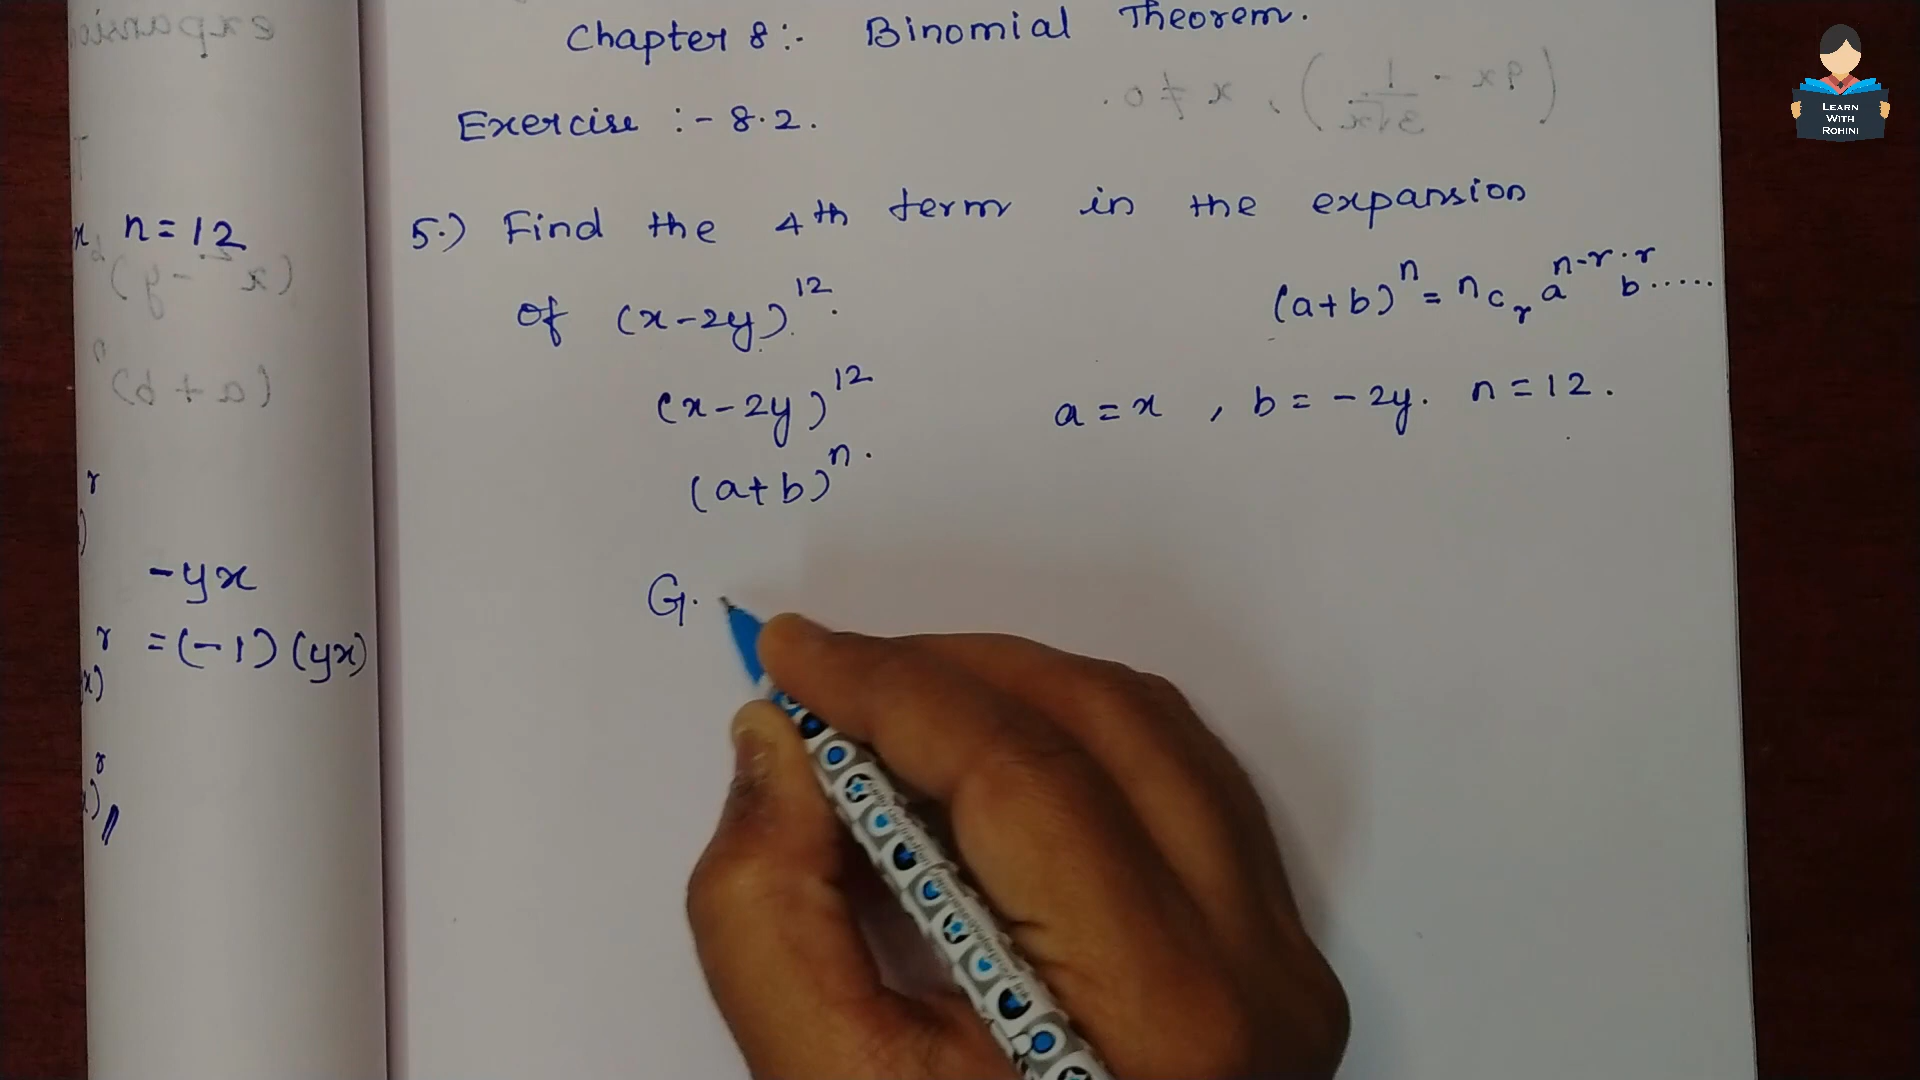 Chapter 8:- Binomial Theorem.
Exercise :- 8.2.
5.) Find the 4th term in the expansion
of (x-2y)^12.
(a+b)^n = nCr a^n-r . b^r .....
(x-2y)^12
a = x , b = -2y. n = 12.
(a+b)^n.
G.
n=12
-yx
= (-1) (yx)
LEARN
WITH
ROHINI